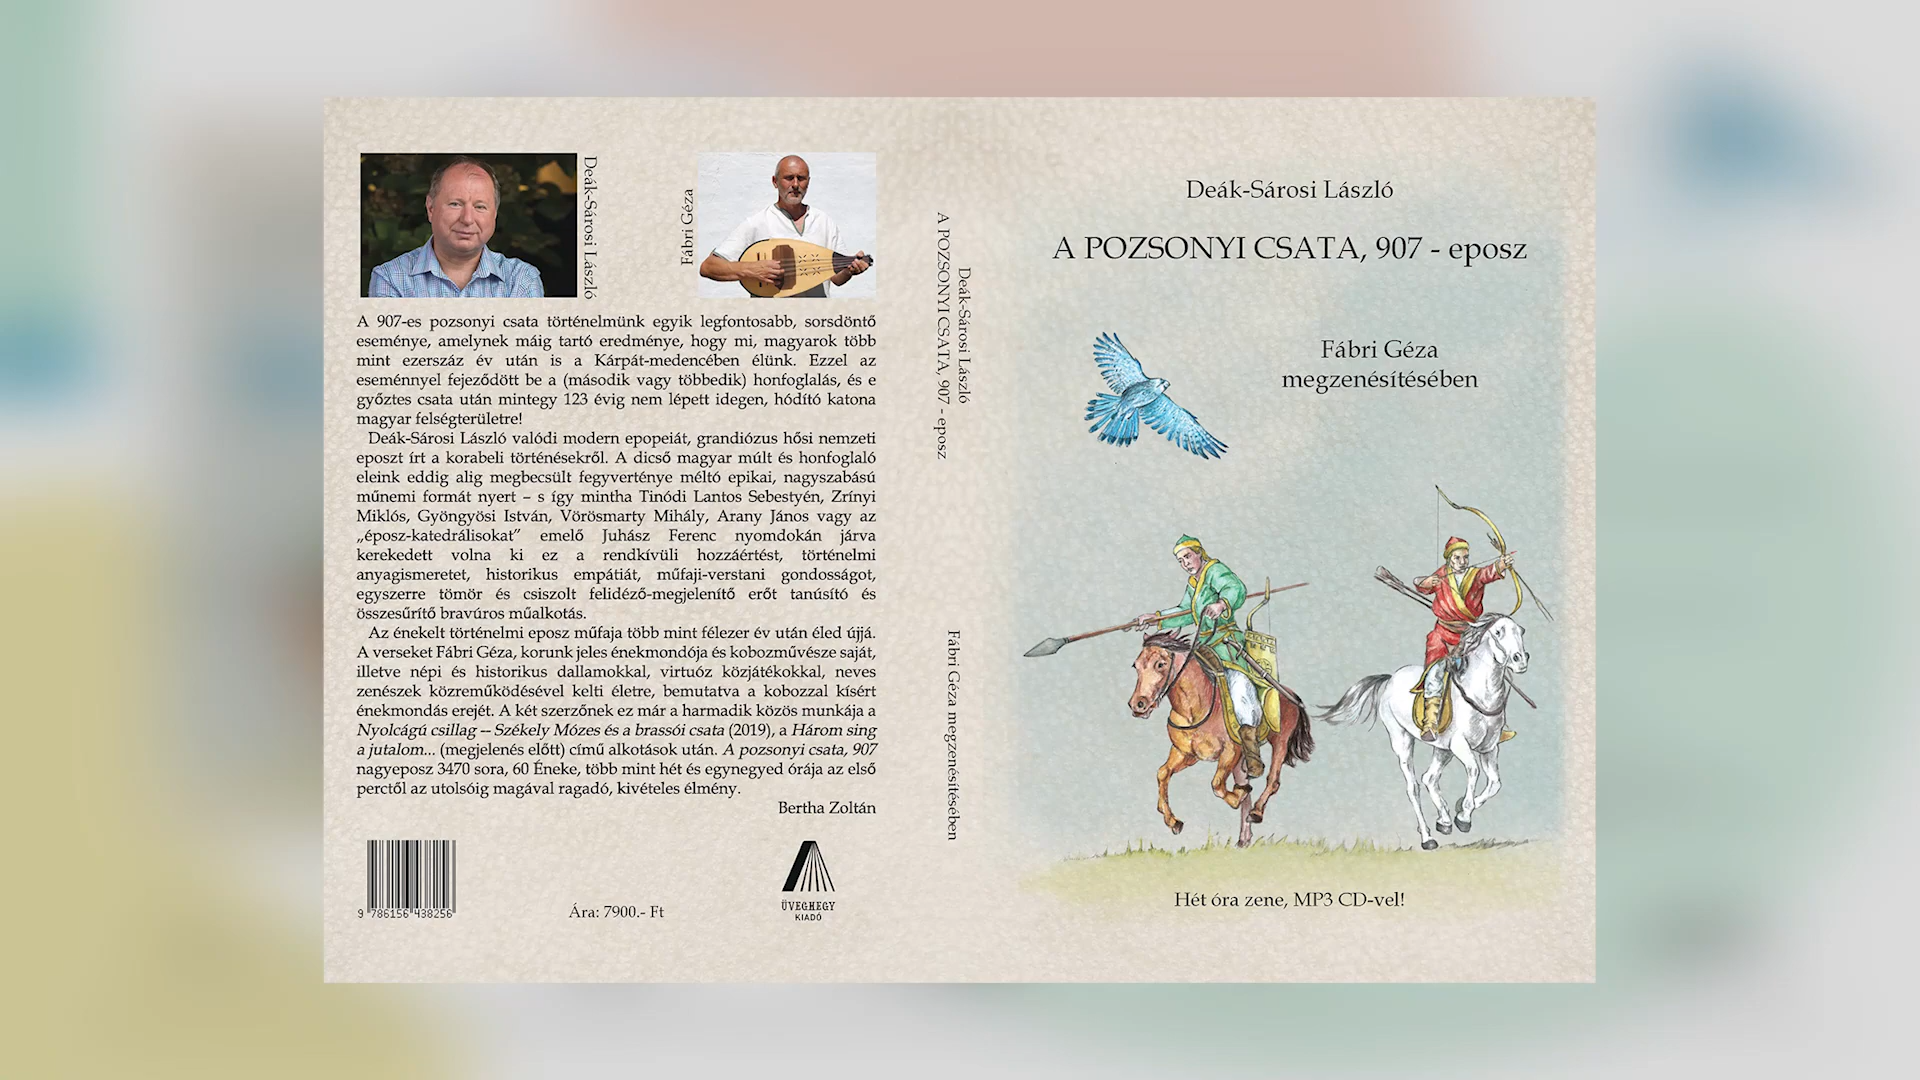 Deák-Sárosi László
Fábri Géza
A 907-es pozsonyi csata történelmünk egyik legfontosabb, sorsdöntő
eseménye, amelynek máig tartó eredménye, hogy mi, magyarok több
mint ezerszáz év után is a Kárpát-medencében élünk. Ezzel az
eseménnyel fejeződött be a (második vagy többedik) honfoglalás, és e
győztes csata után mintegy 123 évig nem lépett idegen, hódító katona
magyar felségterületre!
Deák-Sárosi László valódi modern epopeiát, grandiózus hősi nemzeti
eposzt írt a korabeli történésekről. A dicső magyar múlt és honfoglaló
eleink eddig alig megbecsült fegyverténye méltó epikai, nagyszabású
műnemi formát nyert – s így mintha Tinódi Lantos Sebestyén, Zrínyi
Miklós, Gyöngyösi István, Vörösmarty Mihály, Arany János vagy az
„éposz-katedrálisokat” emelő Juhász Ferenc nyomdokán járva
kerekedett volna ki ez a rendkívüli hozzáértést, történelmi
anyagismeretet, historikus empátiát, műfaji-verstani gondosságot,
egyszerre tömör és csiszolt felidéző-megjelenítő erőt tanúsító és
összesűrítő bravúros műalkotás.
Az énekelt történelmi eposz műfaja több mint félezer év után éled újjá.
A verseket Fábri Géza, korunk jeles énekmondója és kobozművésze saját,
illetve népi és historikus dallamokkal, virtuóz közjátékokkal, neves
zenészek közreműködésével kelti életre, bemutatva a kobozzal kísért
énekmondás erejét. A két szerzőnek ez már a harmadik közös munkája a
Nyolcágú csillag -- Székely Mózes és a brassói csata (2019), a Három sing
a jutalom... (megjelenés előtt) című alkotások után. A pozsonyi csata, 907
nagyeposz 3470 sora, 60 Éneke, több mint hét és egynegyed órája az első
perctől az utolsóig magával ragadó, kivételes élmény.
Bertha Zoltán
9 786156 438256
Ára: 7900.- Ft
ÜVEGHEGY
KIADÓ
Deák-Sárosi László
A POZSONYI CSATA, 907 - eposz
Fábri Géza megzenésítésében
Deák-Sárosi László
A POZSONYI CSATA, 907 - eposz
Fábri Géza
megzenésítésében
Hét óra zene, MP3 CD-vel!